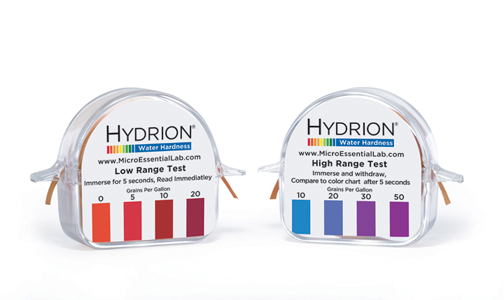 HYDRION®
Water Hardness
www.MicroEssentialLab.com
Low Range Test
Immerse for 5 seconds, Read Immediatley
Grains Per Gallon
0 5 10 20
HYDRION®
Water Hardness
www.MicroEssentialLab.com
High Range Test
Immerse and withdraw,
Compare to color chart after 5 seconds
Grains Per Gallon
10 20 30 50